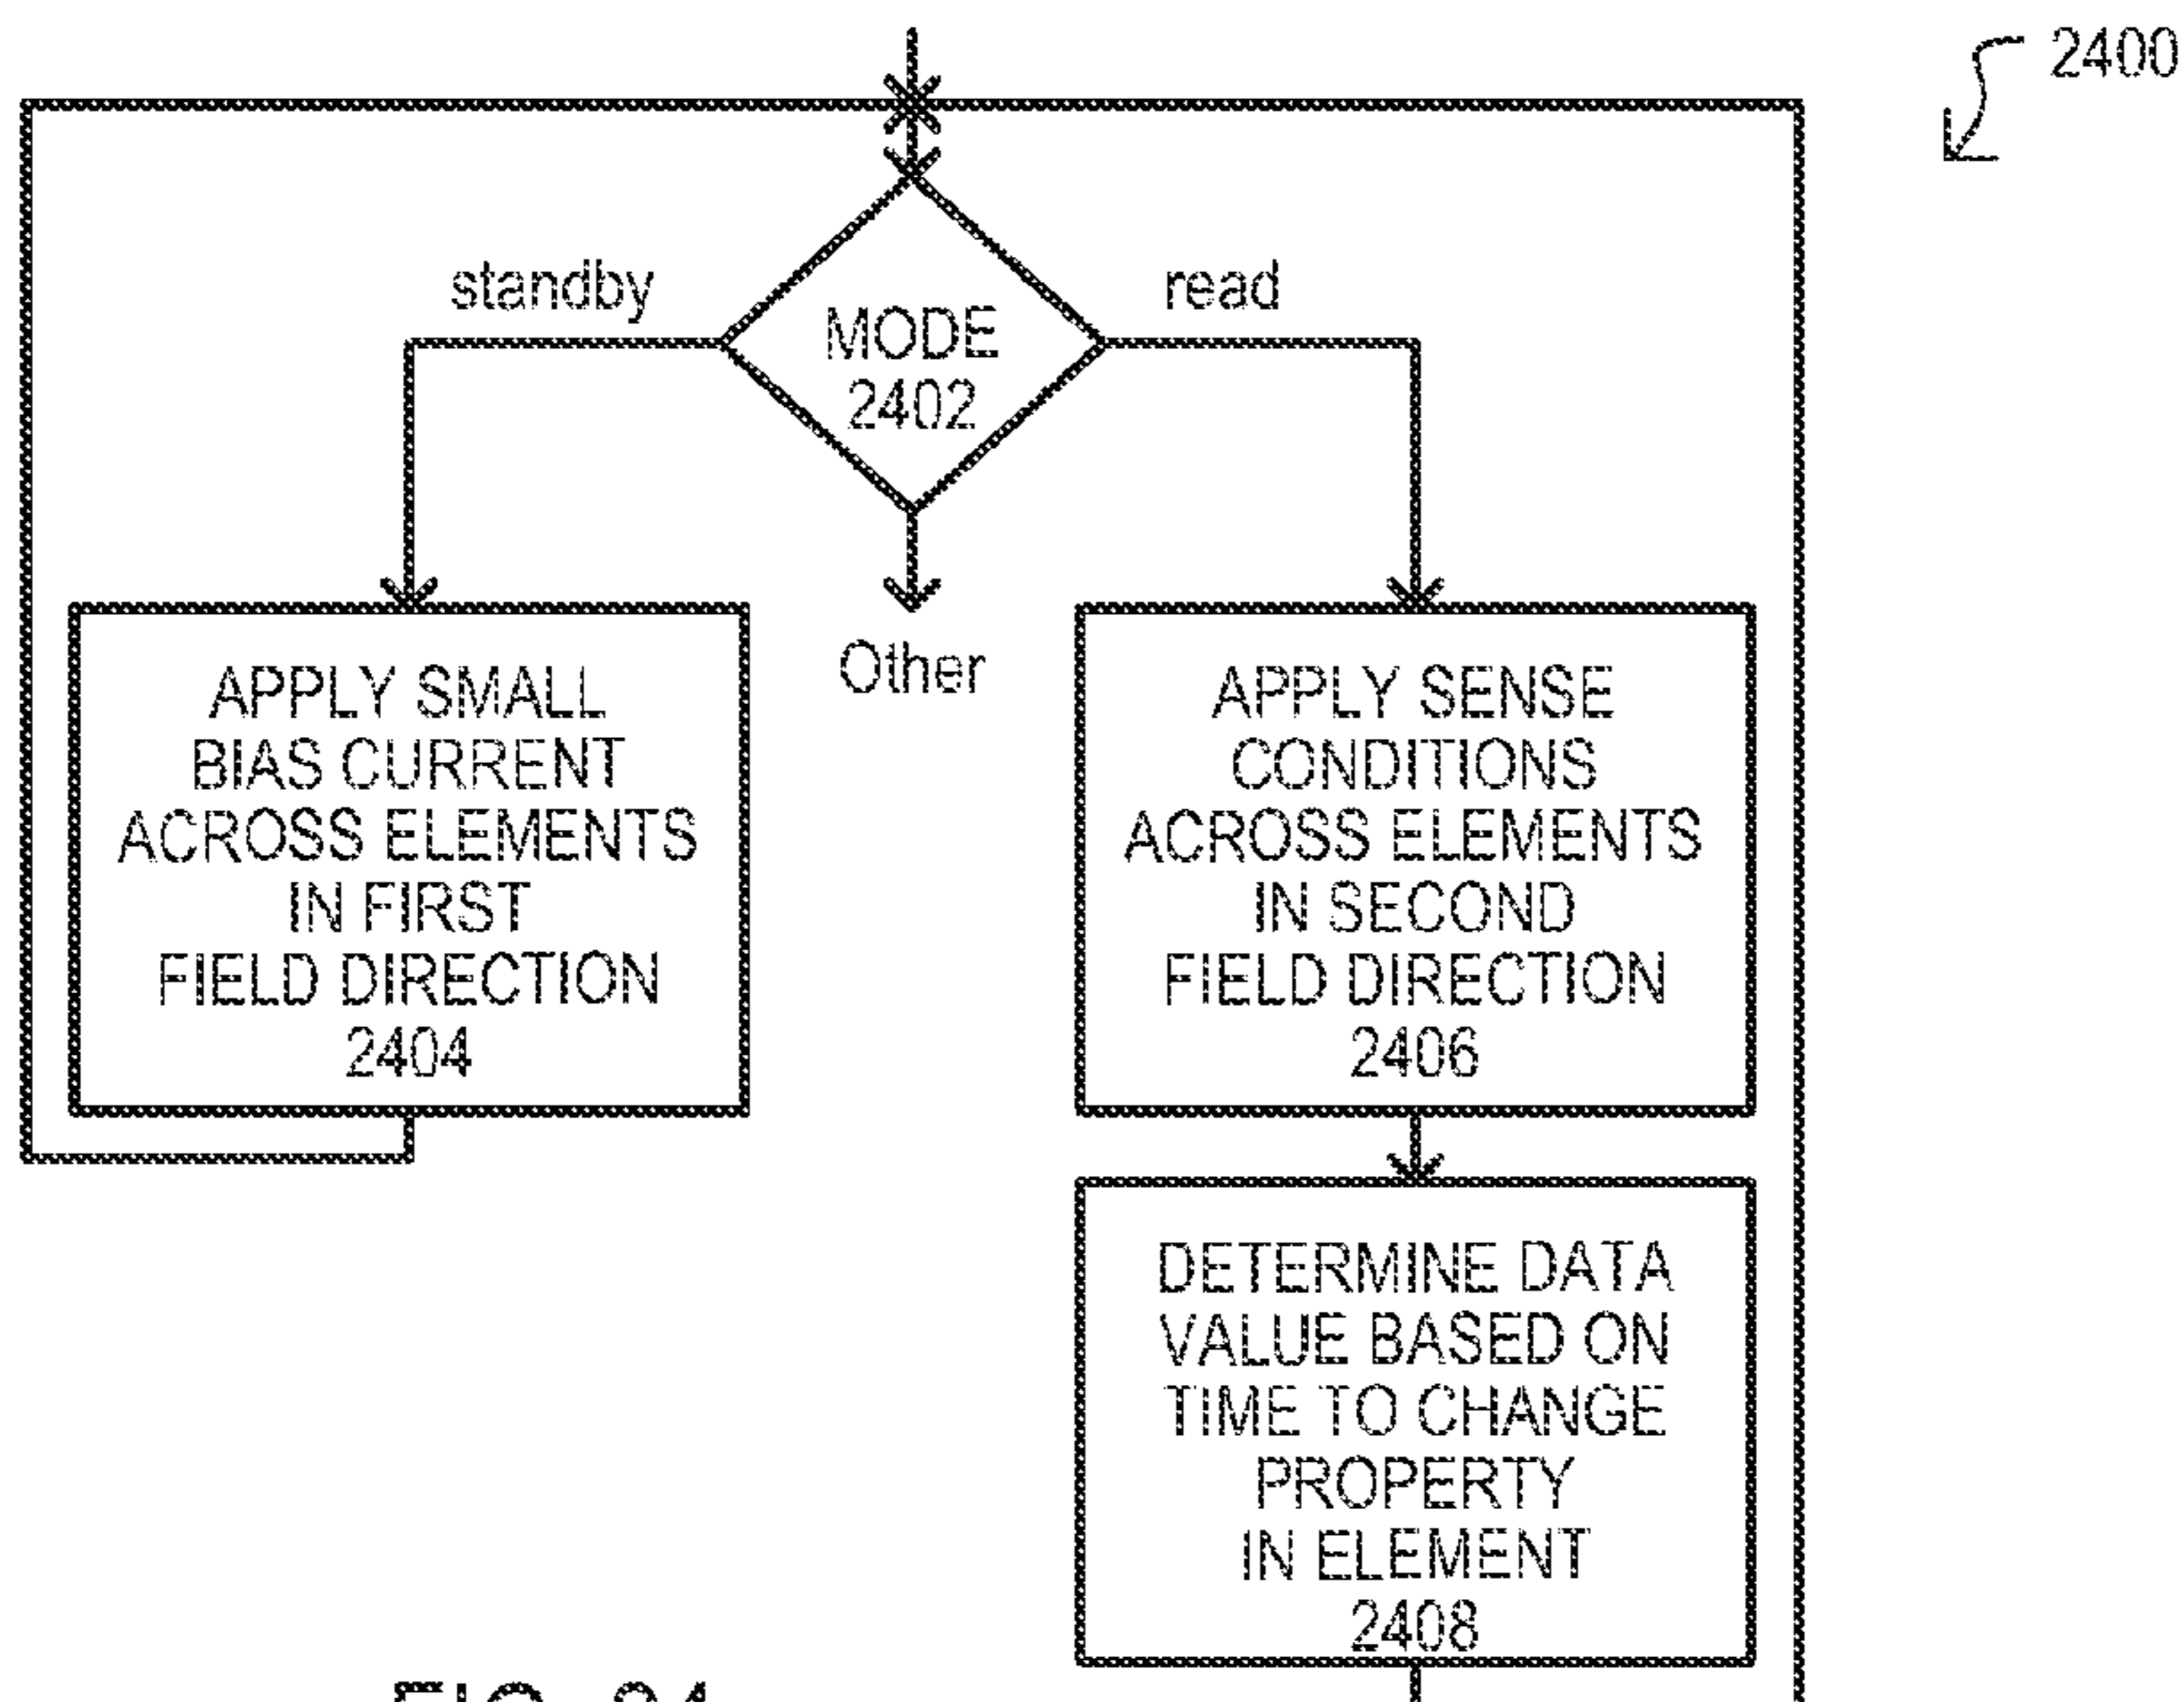 2400
standby
read
MODE
2402
Other
APPLY SMALL
BIAS CURRENT
ACROSS ELEMENTS
IN FIRST
FIELD DIRECTION
2404
APPLY SENSE
CONDITIONS
ACROSS ELEMENTS
IN SECOND
FIELD DIRECTION
2406
DETERMINE DATA
VALUE BASED ON
TIME TO CHANGE
PROPERTY
IN ELEMENT
2408